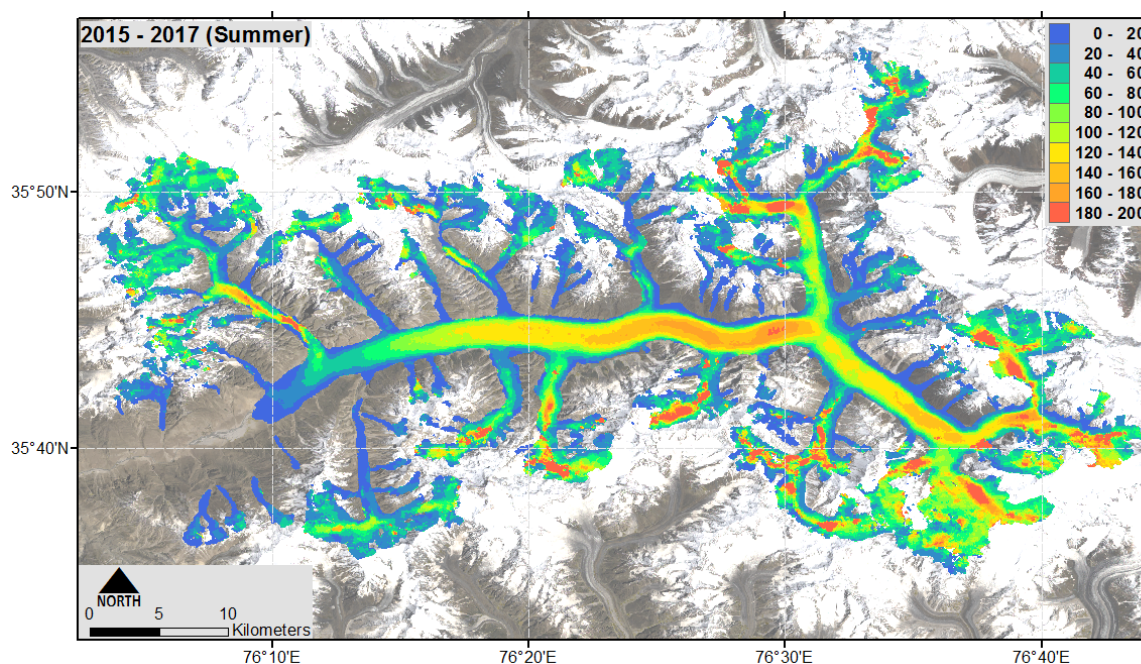 2015 - 2017 (Summer)
0 - 20
20 - 40
40 - 60
60 - 80
80 - 100
100 - 120
120 - 140
140 - 160
160 - 180
180 - 200
35°50'N
35°40'N
NORTH
0 5 10
Kilometers
76°10'E 76°20'E 76°30'E 76°40'E